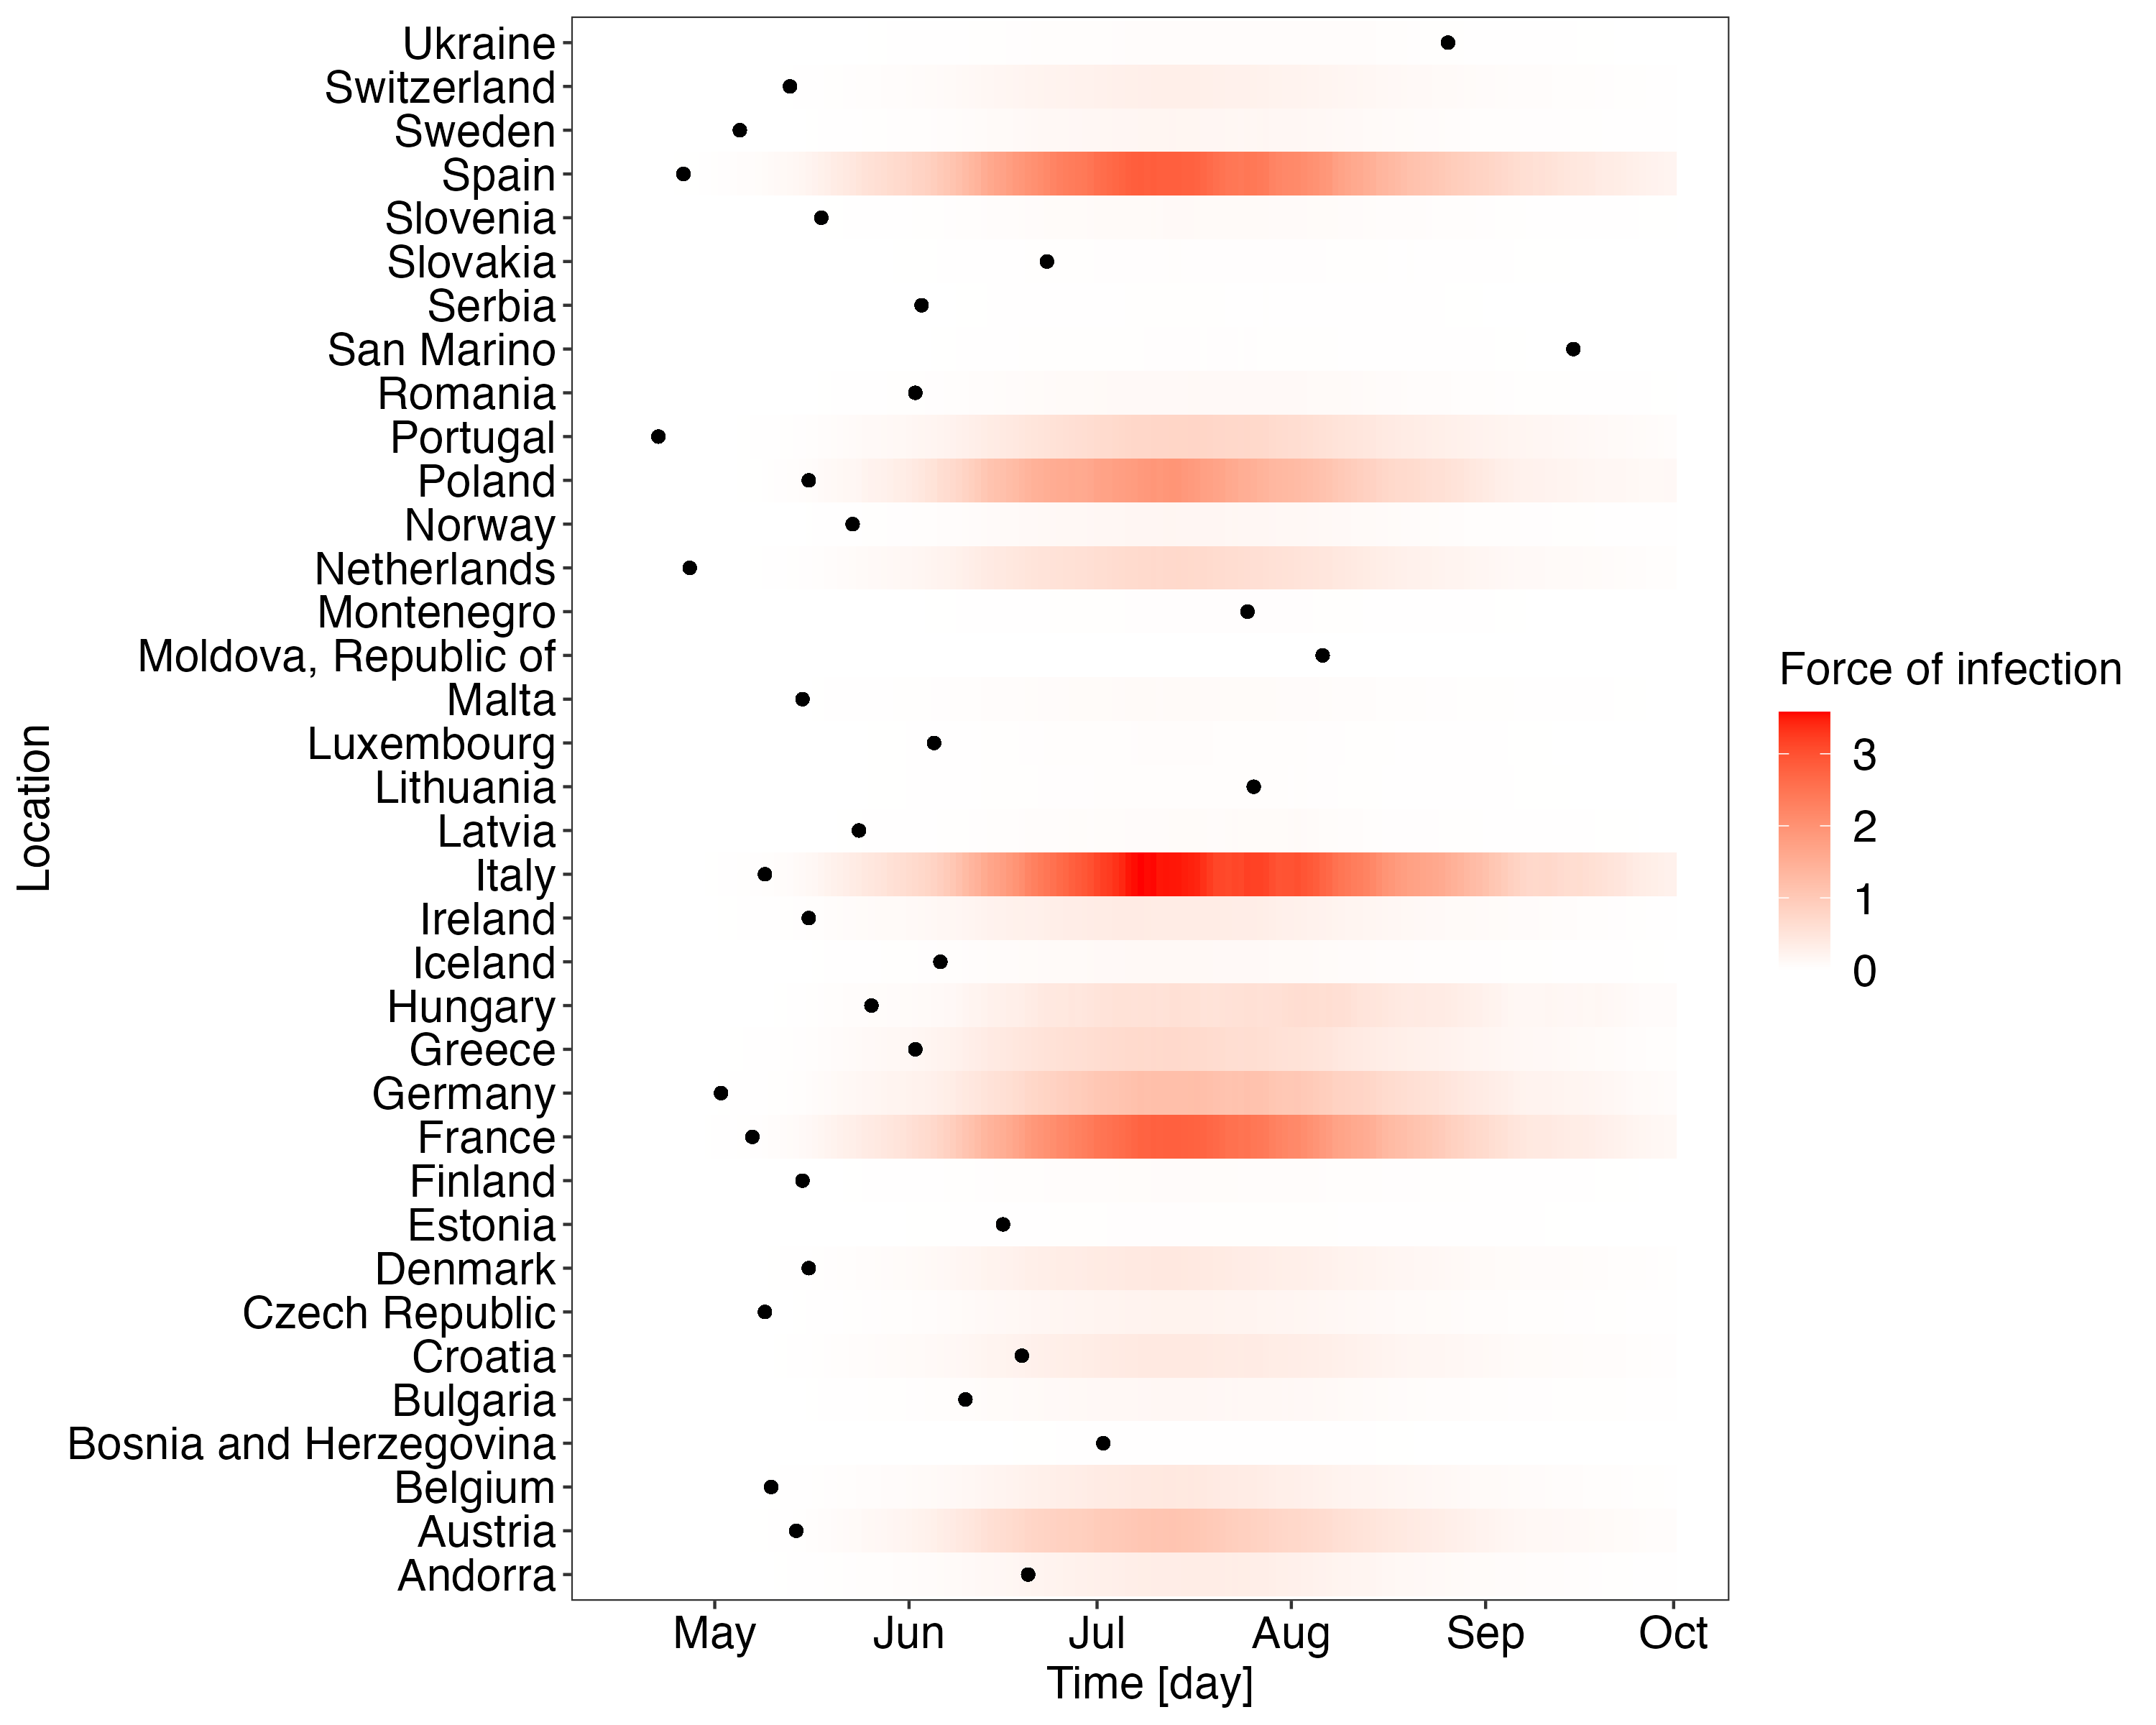 Ukraine
Switzerland
Sweden
Spain
Slovenia
Slovakia
Serbia
San Marino
Romania
Portugal
Poland
Norway
Netherlands
Montenegro
Moldova, Republic of
Malta
Luxembourg
Lithuania
Latvia
Italy
Ireland
Iceland
Hungary
Greece
Germany
France
Finland
Estonia
Denmark
Czech Republic
Croatia
Bulgaria
Bosnia and Herzegovina
Belgium
Austria
Andorra
Location
May Jun Jul Aug Sep Oct
Time [day]
Force of infection
3
2
1
0